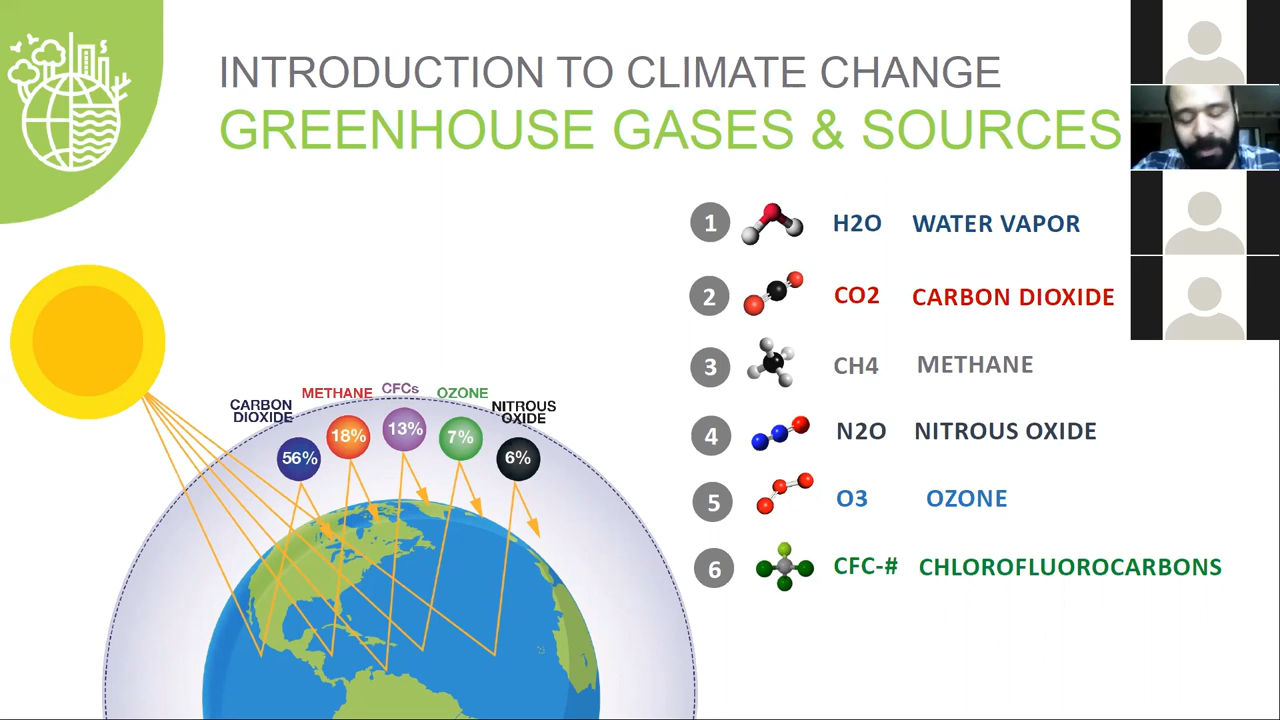 INTRODUCTION TO CLIMATE CHANGE
GREENHOUSE GASES & SOURCES
1 H2O WATER VAPOR
2 CO2 CARBON DIOXIDE
3 CH4 METHANE
4 N2O NITROUS OXIDE
5 O3 OZONE
6 CFC-# CHLOROFLUOROCARBONS
CARBON
DIOXIDE
56%
METHANE
18%
CFCs
13%
OZONE
7%
NITROUS
OXIDE
6%